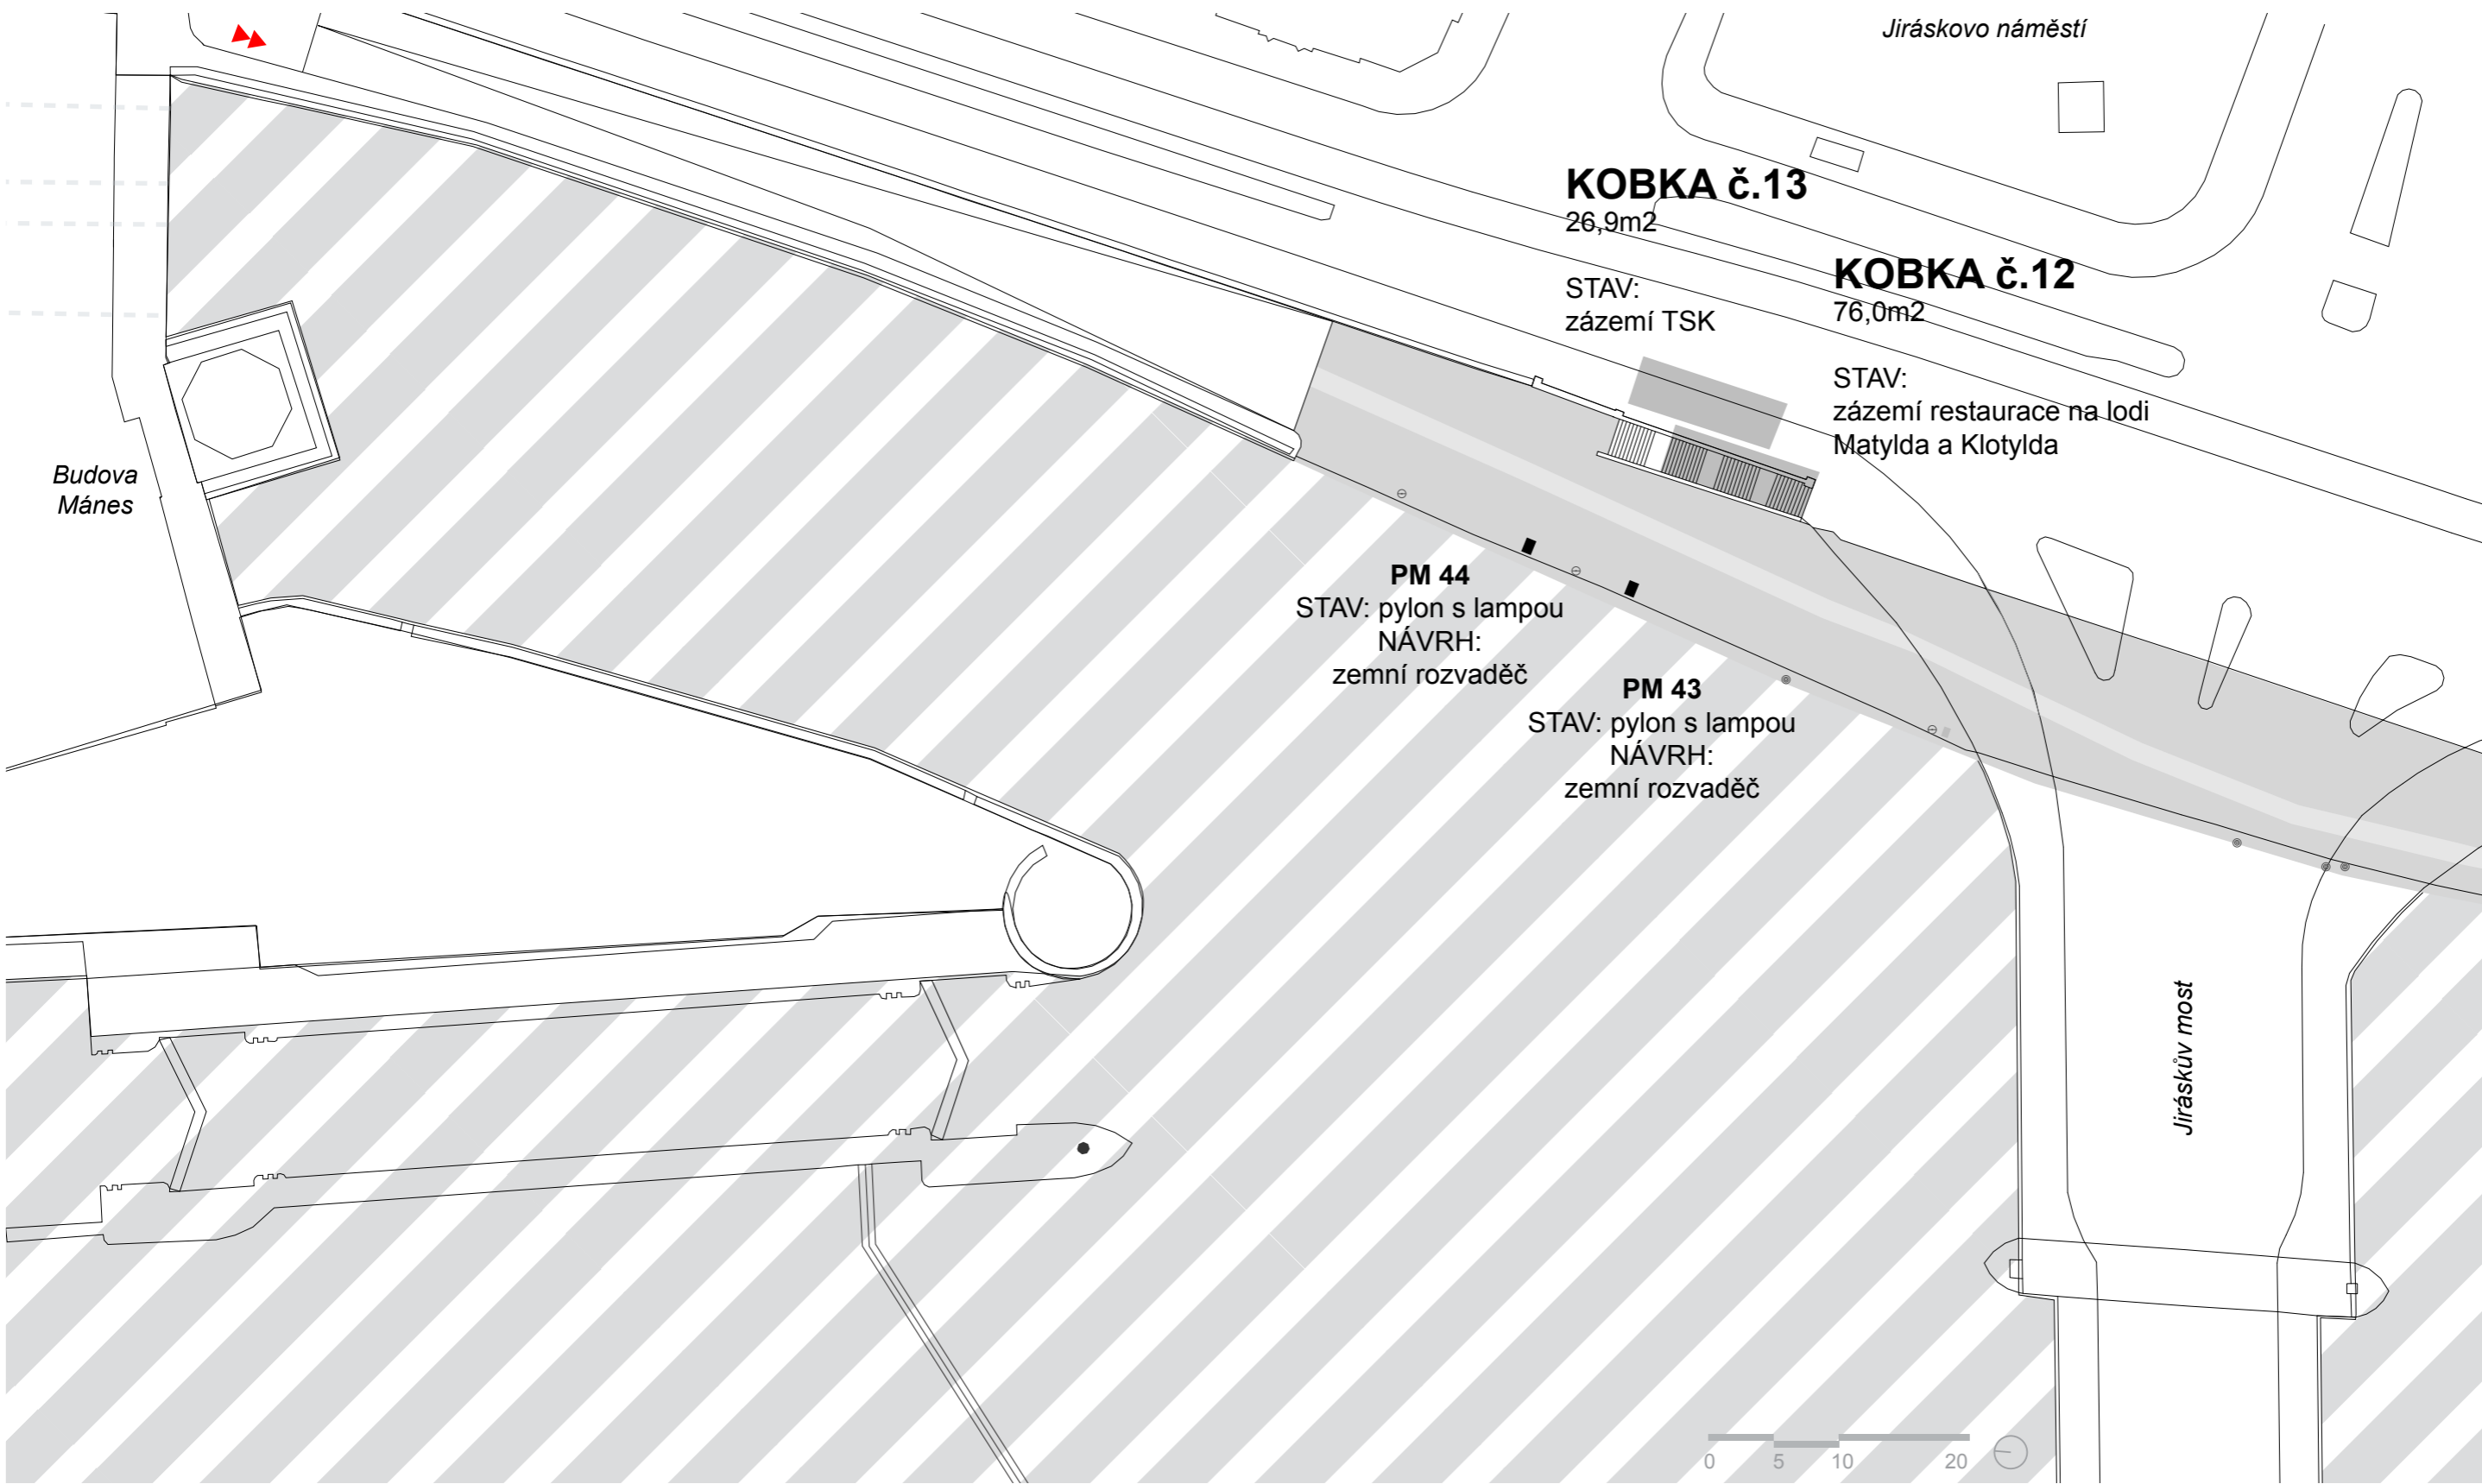 Jiráskovo náměstí
KOBKA č.13
26,9m2
STAV:
zázemí TSK
KOBKA č.12
76,0m2
STAV:
zázemí restaurace na lodi
Matylda a Klotylda
Budova
Mánes
PM 44
STAV: pylon s lampou
NÁVRH:
zemní rozvaděč
PM 43
STAV: pylon s lampou
NÁVRH:
zemní rozvaděč
Jiráskův most
0 5 10 20